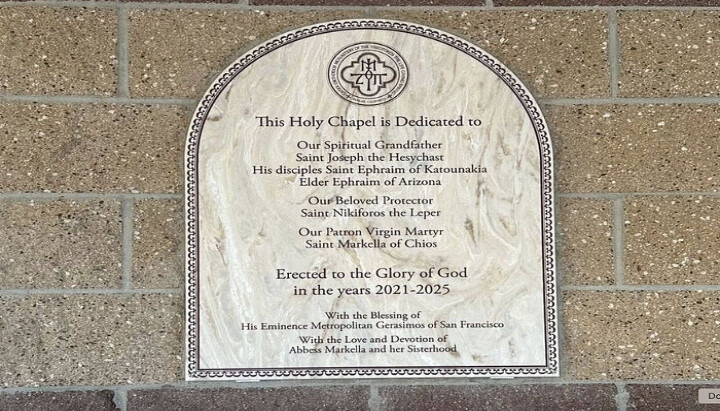 This Holy Chapel is Dedicated to
Our Spiritual Grandfather
Saint Joseph the Hesychast
His disciples Saint Ephraim of Katounakia
Elder Ephraim of Arizona
Our Beloved Protector
Saint Nikiforos the Leper
Our Patron Virgin Martyr
Saint Markella of Chios
Erected to the Glory of God
in the years 2021-2025
With the Blessing of
His Eminence Metropolitan Gerasimos of San Francisco
With the Love and Devotion of
Abbess Markella and her Sisterhood